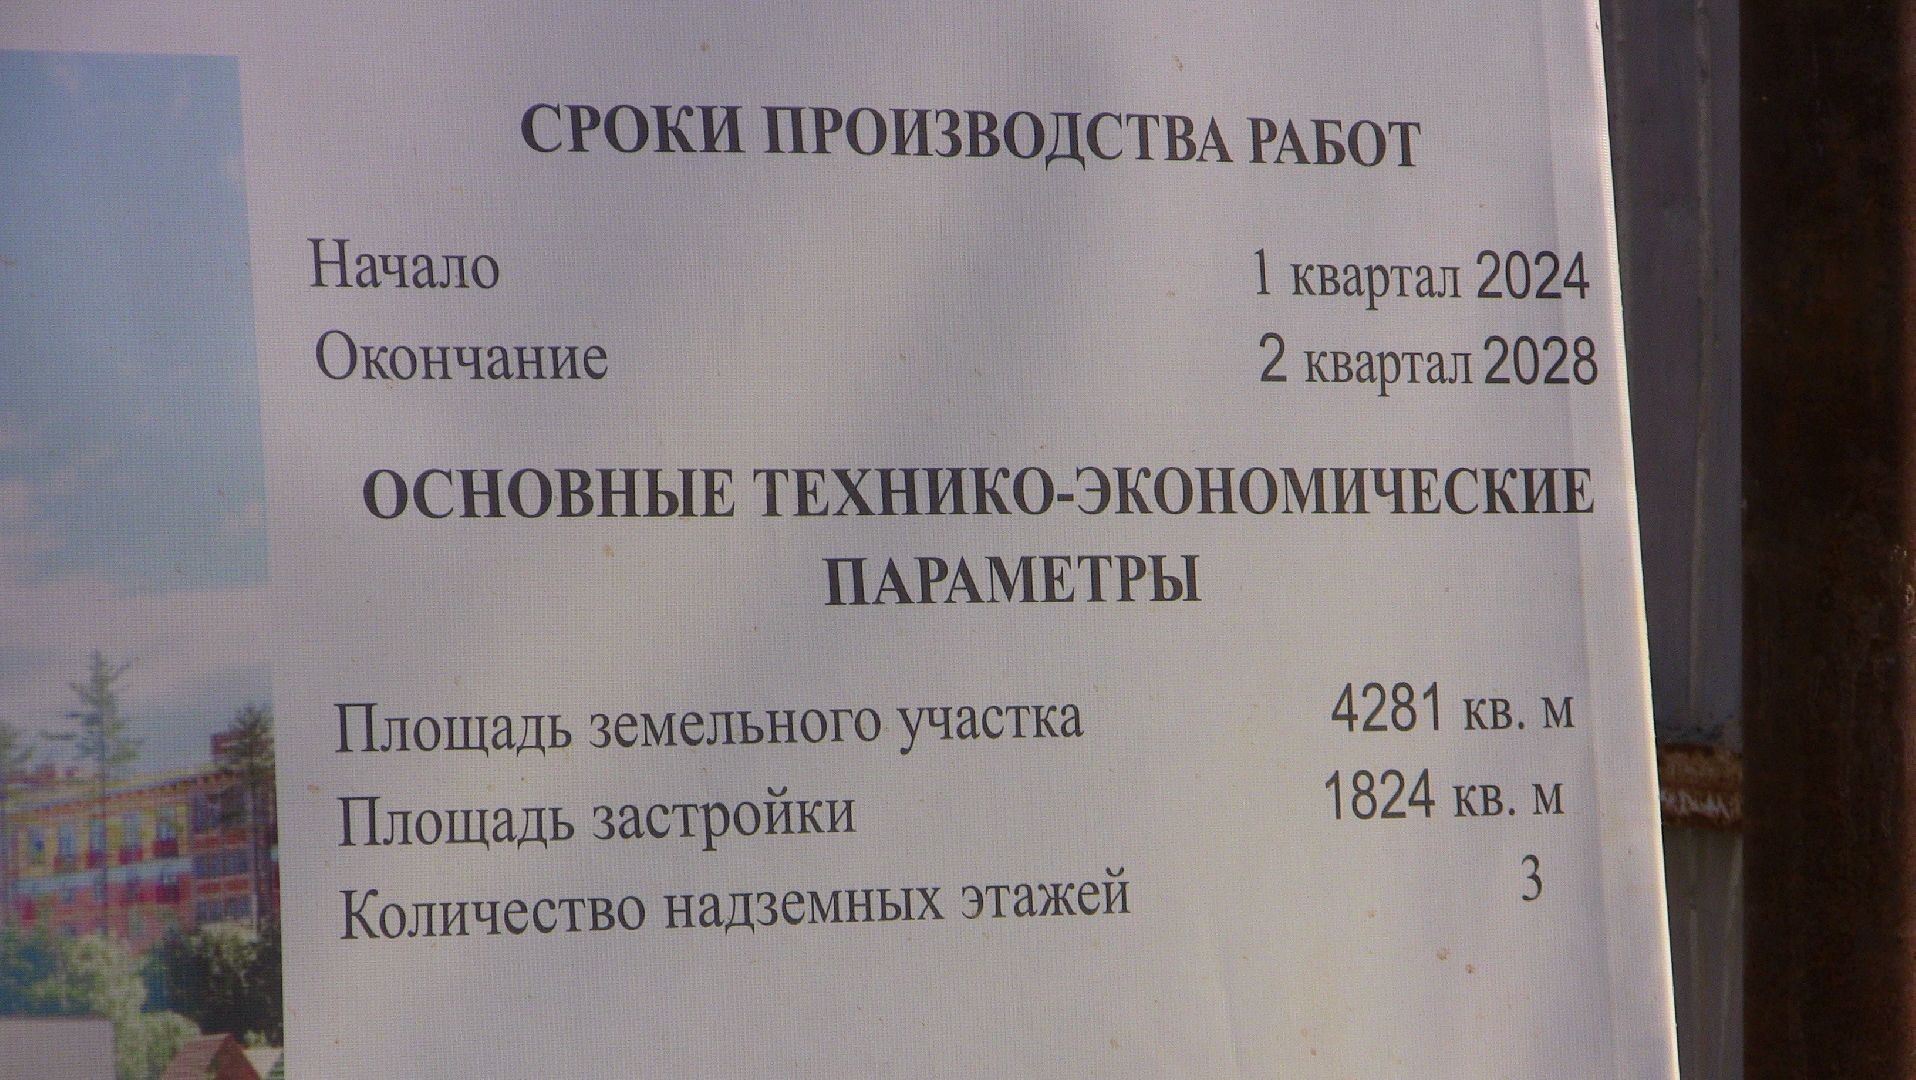 СРОКИ ПРОИЗВОДСТВА РАБОТ
Начало 1 квартал 2024
Окончание 2 квартал 2028
ОСНОВНЫЕ ТЕХНИКО-ЭКОНОМИЧЕСКИЕ
ПАРАМЕТРЫ
Площадь земельного участка 4281 кв. м
Площадь застройки 1824 кв. м
Количество надземных этажей 3